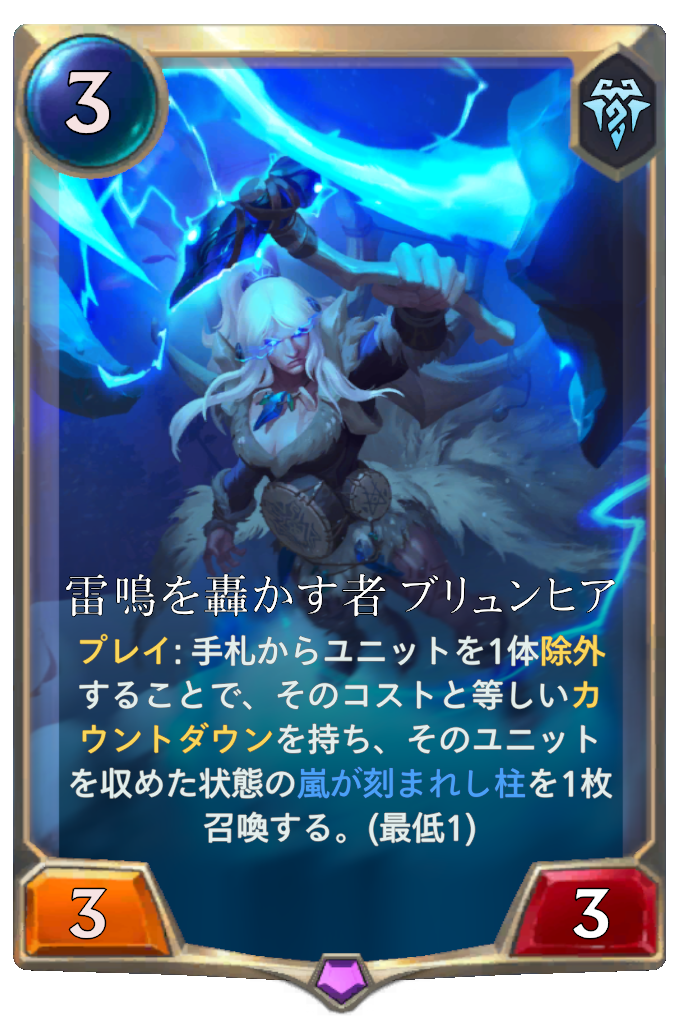 3
雷鳴を轟かす者 ブリュンヒア
プレイ: 手札からユニットを1体除外
することで、そのコストと等しいカ
ウントダウンを持ち、そのユニット
を収めた状態の嵐が刻まれし柱を1枚
召喚する。(最低1)
3
3